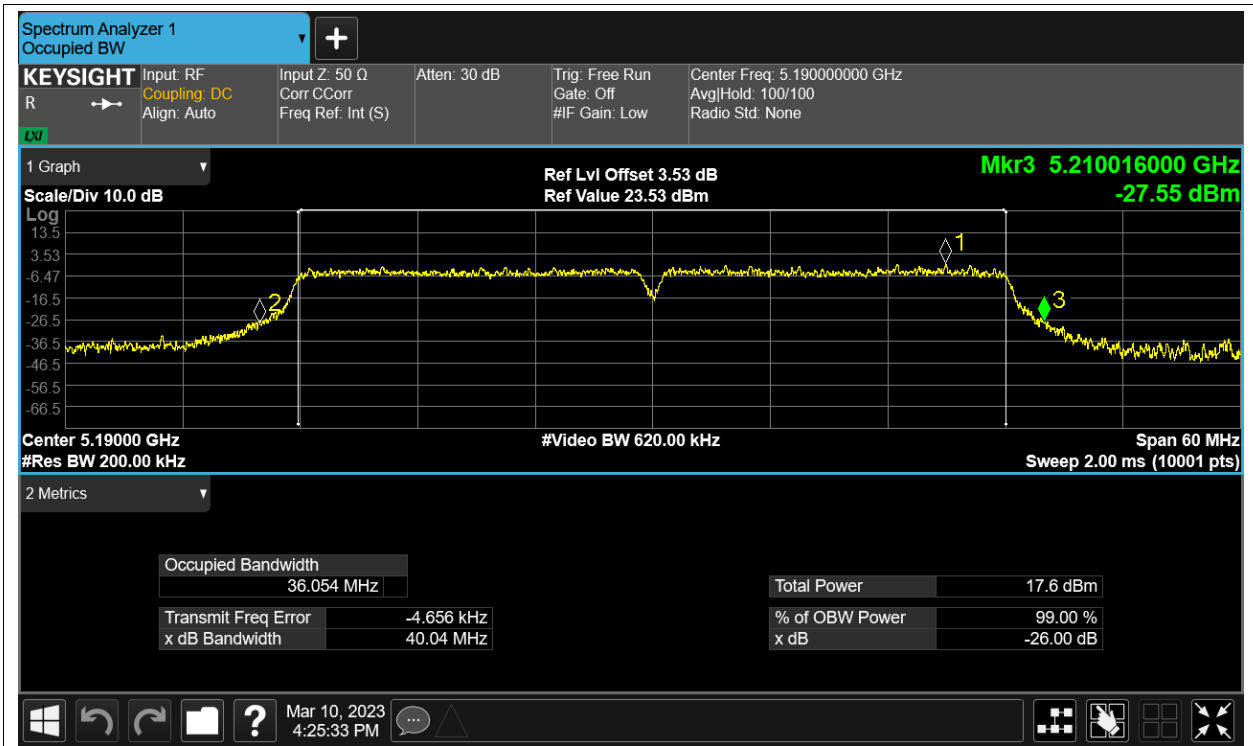 Spectrum Analyzer 1
Occupied BW
KEYSIGHT
R
LXI
Input: RF
Coupling: DC
Align: Auto
Input Z: 50 Ω
Corr CCorr
Freq Ref: Int (S)
Atten: 30 dB
Trig: Free Run
Gate: Off
#IF Gain: Low
Center Freq: 5.190000000 GHz
Avg|Hold: 100/100
Radio Std: None
1 Graph
Scale/Div 10.0 dB
Ref Lvl Offset 3.53 dB
Ref Value 23.53 dBm
Mkr3 5.210016000 GHz
-27.55 dBm
Log
13.5
3.53
-6.47
-16.5
-26.5
-36.5
-46.5
-56.5
-66.5
1
2
3
Center 5.19000 GHz
#Res BW 200.00 kHz
#Video BW 620.00 kHz
Span 60 MHz
Sweep 2.00 ms (10001 pts)
2 Metrics
Occupied Bandwidth
36.054 MHz
Transmit Freq Error -4.656 kHz
x dB Bandwidth 40.04 MHz
Total Power 17.6 dBm
% of OBW Power 99.00 %
x dB -26.00 dB
?
Mar 10, 2023
4:25:33 PM